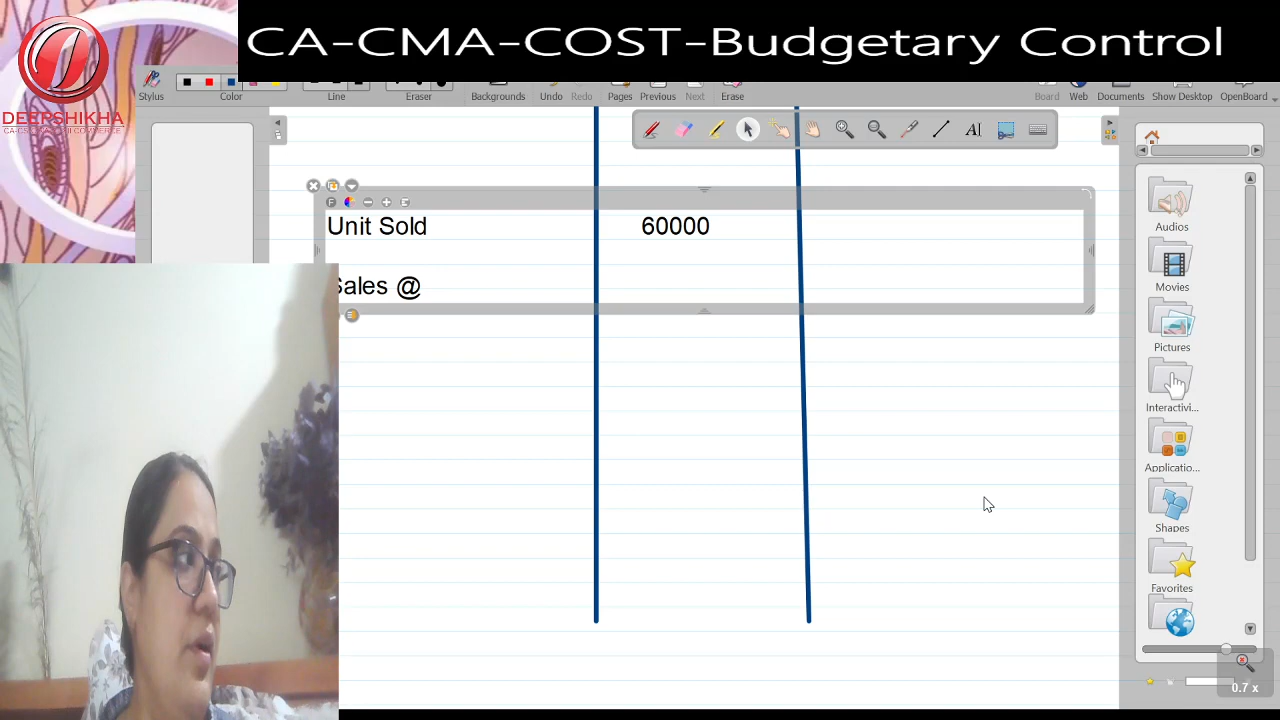 CA-CMA-COST-Budgetary Control
DEEPSHIKHA
Stylus Color Line Eraser Backgrounds Undo Redo Pages Previous Next Erase Board Web Documents Show Desktop OpenBoard
Unit Sold 60000
Sales @
Audios
Movies
Pictures
Interactivi...
Applicatio...
Shapes
Favorites
0.7 x